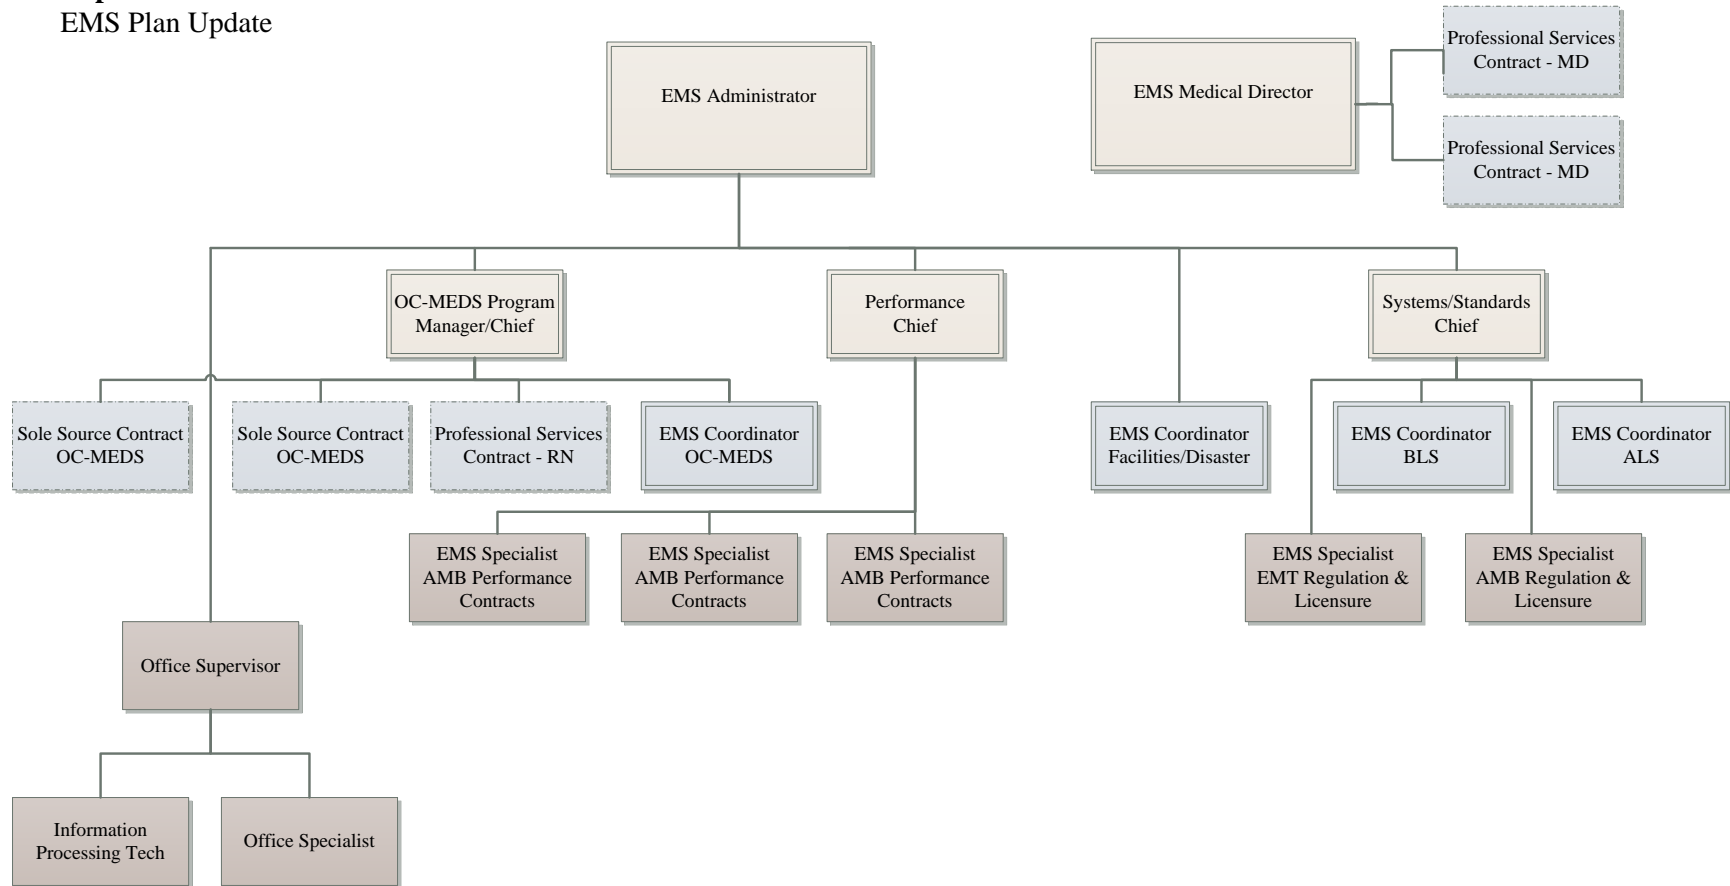 EMS Plan Update
EMS Administrator
EMS Medical Director
Professional Services
Contract - MD
Professional Services
Contract - MD
OC-MEDS Program
Manager/Chief
Performance
Chief
Systems/Standards
Chief
Sole Source Contract
OC-MEDS
Sole Source Contract
OC-MEDS
Professional Services
Contract - RN
EMS Coordinator
OC-MEDS
EMS Coordinator
Facilities/Disaster
EMS Coordinator
BLS
EMS Coordinator
ALS
EMS Specialist
AMB Performance
Contracts
EMS Specialist
AMB Performance
Contracts
EMS Specialist
AMB Performance
Contracts
EMS Specialist
EMT Regulation &
Licensure
EMS Specialist
AMB Regulation &
Licensure
Office Supervisor
Information
Processing Tech
Office Specialist